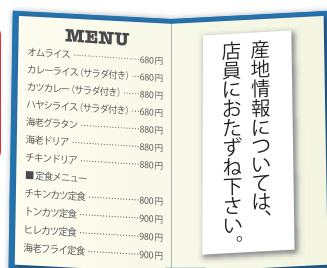 MENU
オムライス …………………680円
カレーライス（サラダ付き）…680円
カツカレー（サラダ付き）……880円
ハヤシライス（サラダ付き）…680円
海老グラタン ………………880円
海老ドリア …………………880円
チキンドリア ………………880円
■定食メニュー
チキンカツ定食 ……………800円
トンカツ定食 ………………900円
ヒレカツ定食 ………………980円
海老フライ定食 ……………900円
産地情報については、
店員におたずね下さい。